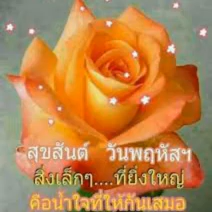 สุขสันต์ วันพฤหัสฯ
สิ่งเล็กๆ....ที่ยิ่งใหญ่
คือน้ำใจที่ให้กันเสมอ